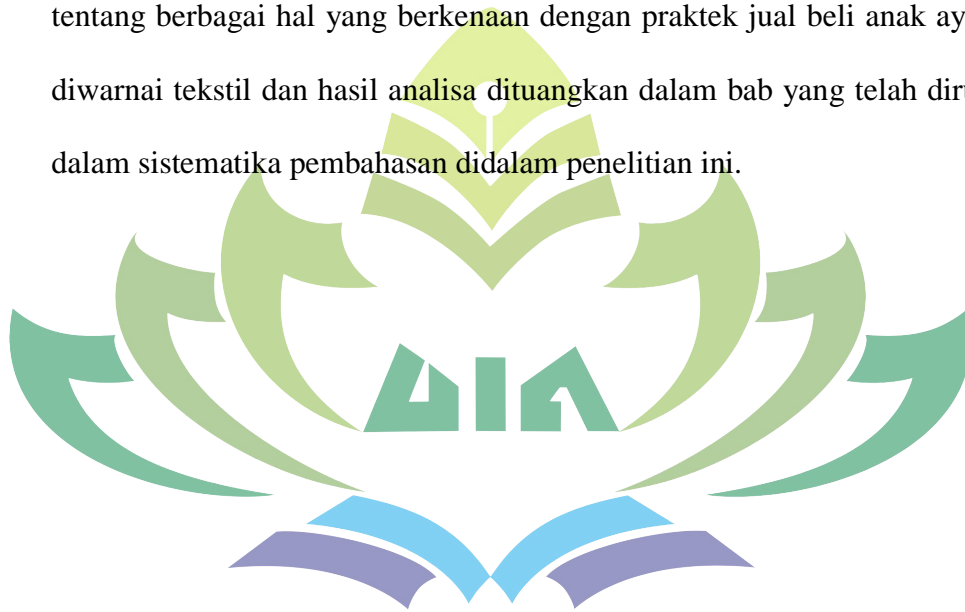 tentang berbagai hal yang berkenaan dengan praktek jual beli anak
diwarnai tekstil dan hasil analisa dituangkan dalam bab yang telah
dalam sistematika pembahasan didalam penelitian ini.
UIN